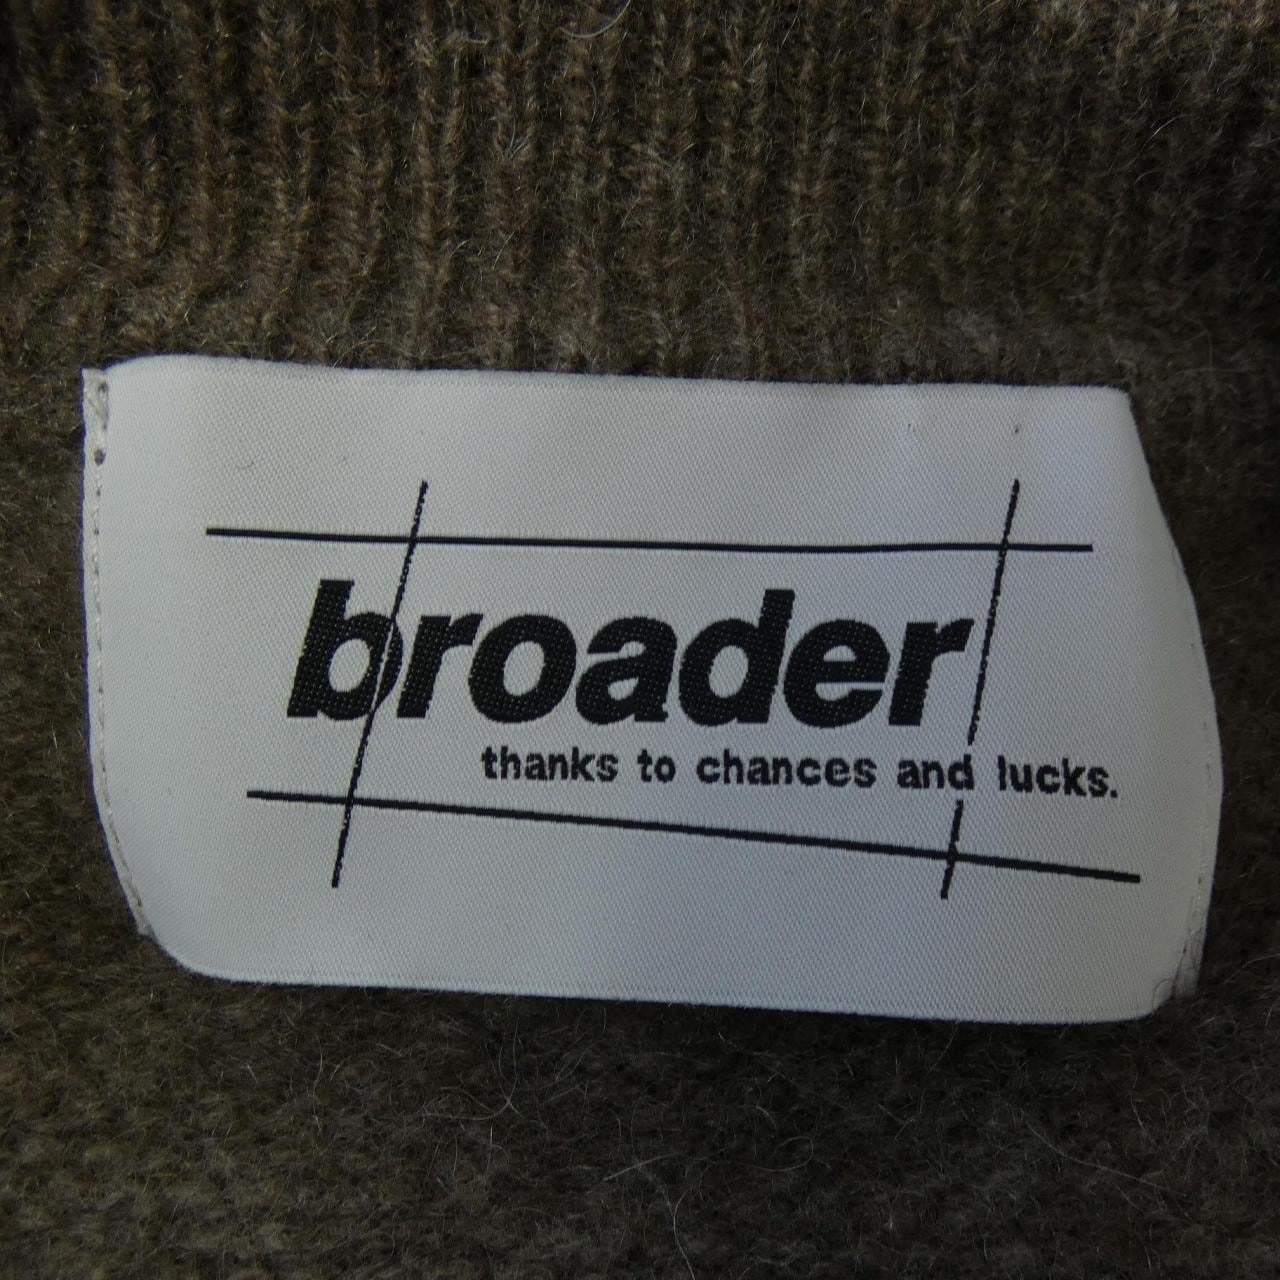 broader
thanks to chances and lucks.